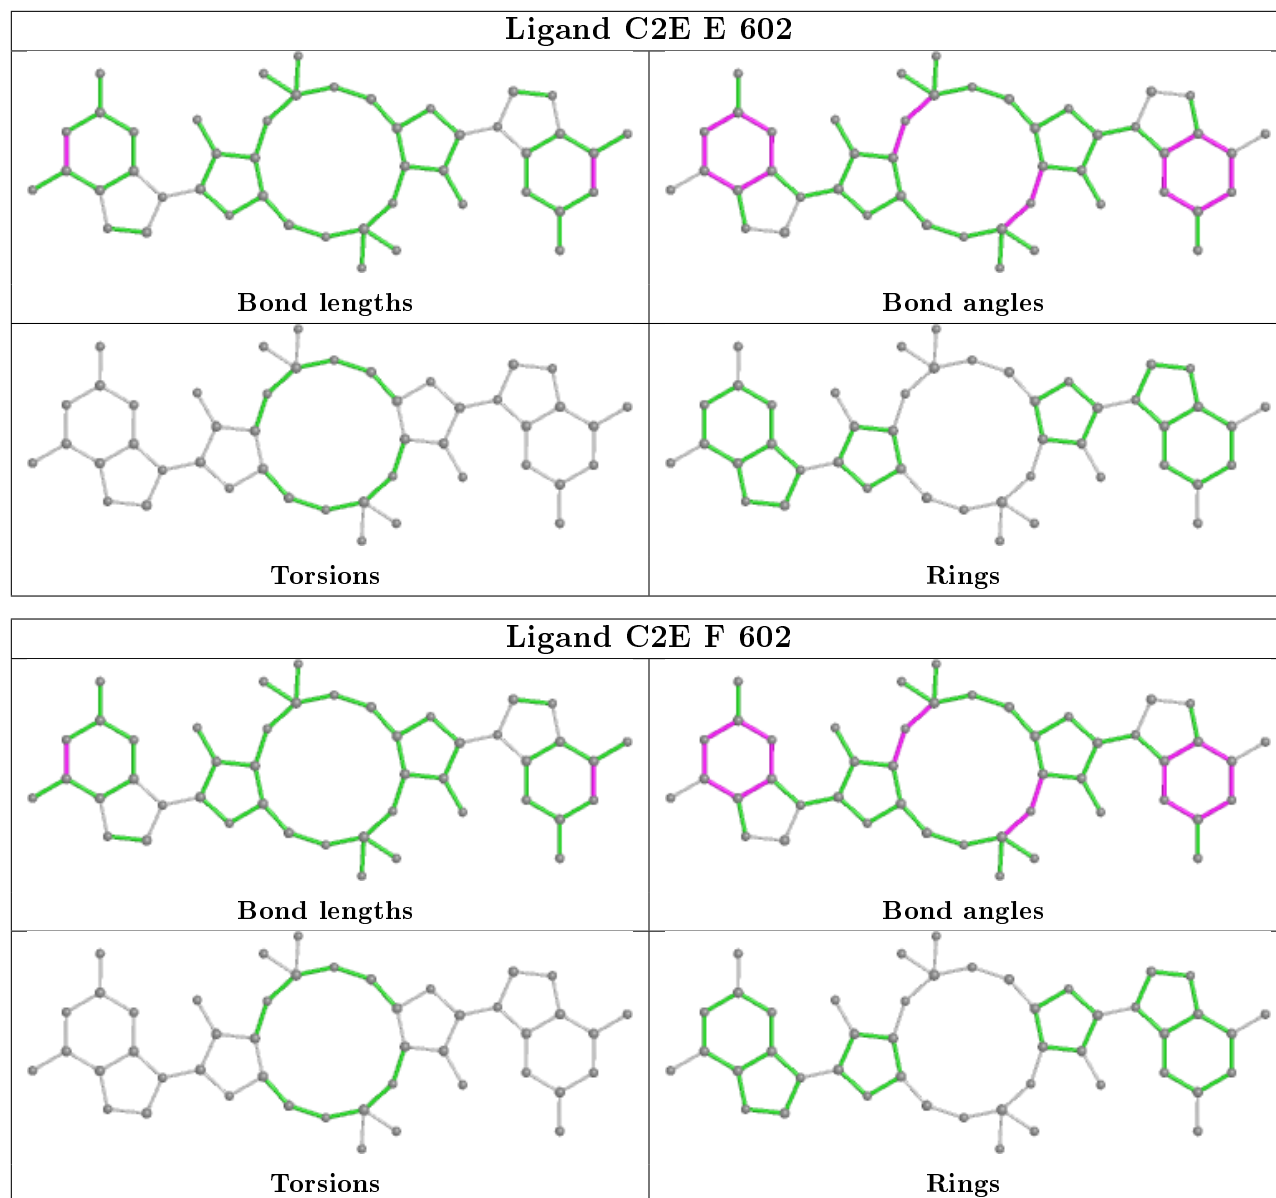 Ligand C2E E 602
Bond lengths
Bond angles
Torsions
Rings
Ligand C2E F 602
Bond lengths
Bond angles
Torsions
Rings